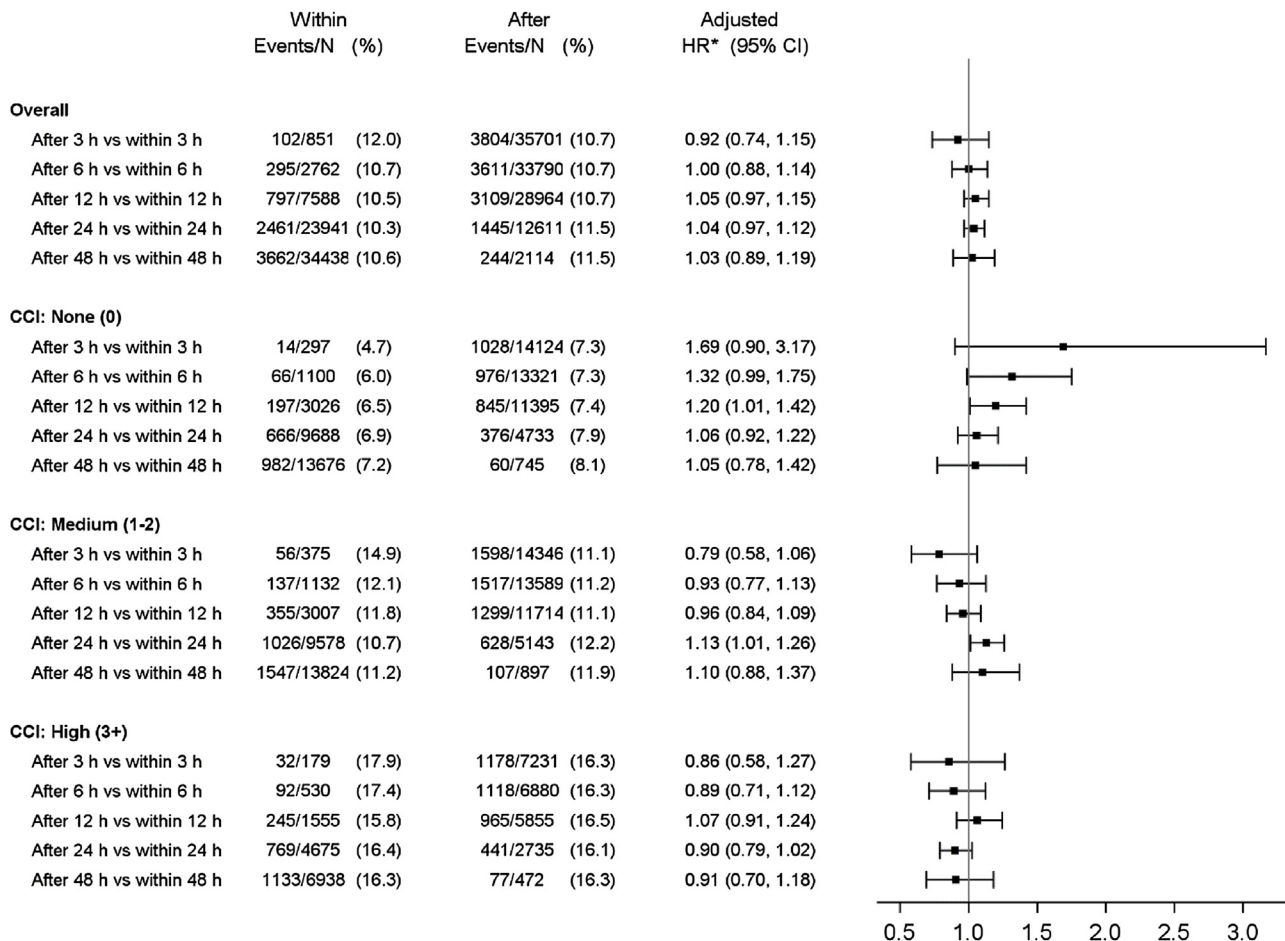 Within After Adjusted
Events/N (%) Events/N (%) HR* (95% CI)
Overall
After 3 h vs within 3 h 102/851 (12.0) 3804/35701 (10.7) 0.92 (0.74, 1.15)
After 6 h vs within 6 h 295/2762 (10.7) 3611/33790 (10.7) 1.00 (0.88, 1.14)
After 12 h vs within 12 h 797/7588 (10.5) 3109/28964 (10.7) 1.05 (0.97, 1.15)
After 24 h vs within 24 h 2461/23941 (10.3) 1445/12611 (11.5) 1.04 (0.97, 1.12)
After 48 h vs within 48 h 3662/34438 (10.6) 244/2114 (11.5) 1.03 (0.89, 1.19)
CCI: None (0)
After 3 h vs within 3 h 14/297 (4.7) 1028/14124 (7.3) 1.69 (0.90, 3.17)
After 6 h vs within 6 h 66/1100 (6.0) 976/13321 (7.3) 1.32 (0.99, 1.75)
After 12 h vs within 12 h 197/3026 (6.5) 845/11395 (7.4) 1.20 (1.01, 1.42)
After 24 h vs within 24 h 666/9688 (6.9) 376/4733 (7.9) 1.06 (0.92, 1.22)
After 48 h vs within 48 h 982/13676 (7.2) 60/745 (8.1) 1.05 (0.78, 1.42)
CCI: Medium (1-2)
After 3 h vs within 3 h 56/375 (14.9) 1598/14346 (11.1) 0.79 (0.58, 1.06)
After 6 h vs within 6 h 137/1132 (12.1) 1517/13589 (11.2) 0.93 (0.77, 1.13)
After 12 h vs within 12 h 355/3007 (11.8) 1299/11714 (11.1) 0.96 (0.84, 1.09)
After 24 h vs within 24 h 1026/9578 (10.7) 628/5143 (12.2) 1.13 (1.01, 1.26)
After 48 h vs within 48 h 1547/13824 (11.2) 107/897 (11.9) 1.10 (0.88, 1.37)
CCI: High (3+)
After 3 h vs within 3 h 32/179 (17.9) 1178/7231 (16.3) 0.86 (0.58, 1.27)
After 6 h vs within 6 h 92/530 (17.4) 1118/6880 (16.3) 0.89 (0.71, 1.12)
After 12 h vs within 12 h 245/1555 (15.8) 965/5855 (16.5) 1.07 (0.91, 1.24)
After 24 h vs within 24 h 769/4675 (16.4) 441/2735 (16.1) 0.90 (0.79, 1.02)
After 48 h vs within 48 h 1133/6938 (16.3) 77/472 (16.3) 0.91 (0.70, 1.18)
0.5 1.0 1.5 2.0 2.5 3.0